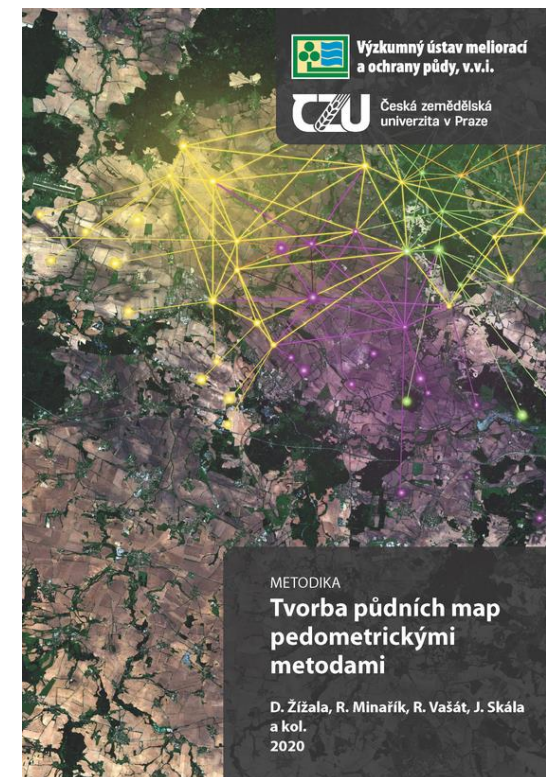 Výzkumný ústav meliorací
a ochrany půdy, v.v.i.
CZU
Česká zemědělská
univerzita v Praze
METODIKA
Tvorba půdních map
pedometrickými
metodami
D. Žížala, R. Minařík, R. Vašát, J. Skála
a kol.
2020